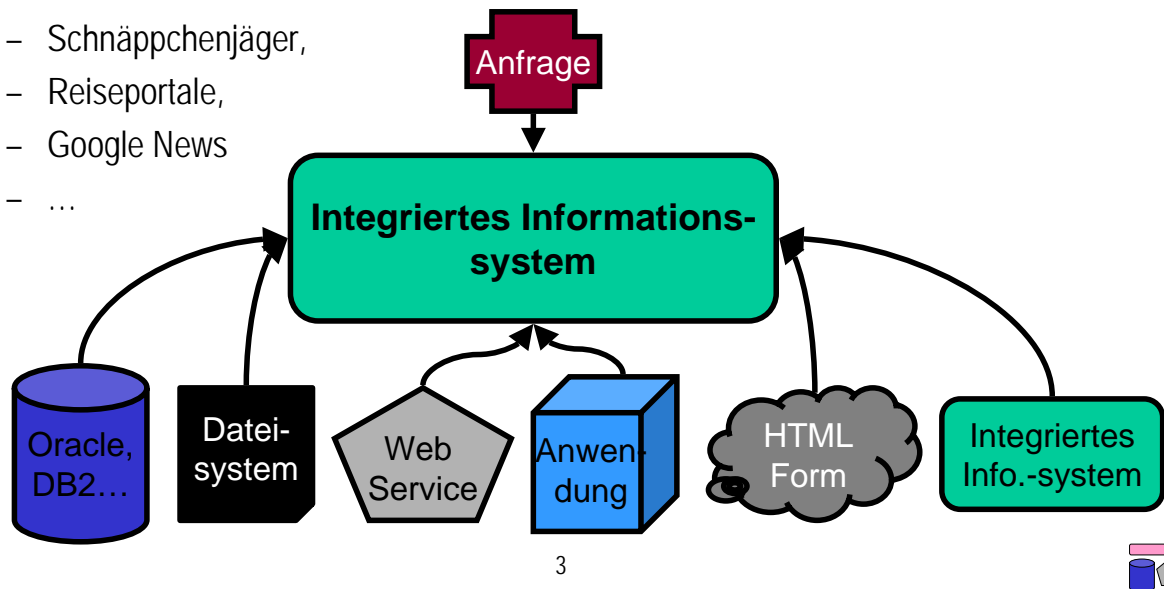 – Schnäppchenjäger,
– Reiseportale,
– Google News
– …
Anfrage
Integriertes Informations-
system
Oracle,
DB2…
Datei-
system
Web
Service
Anwen-
dung
HTML
Form
Integriertes
Info.-system
3